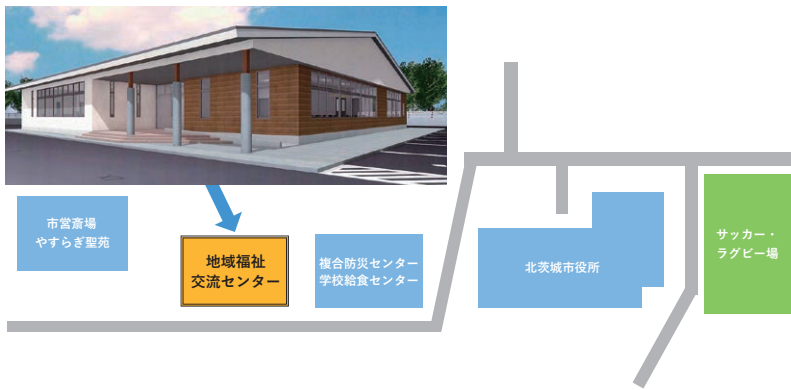 市営斎場
やすらぎ聖苑
地域福祉
交流センター
複合防災センター
学校給食センター
北茨城市役所
サッカー・
ラグビー場